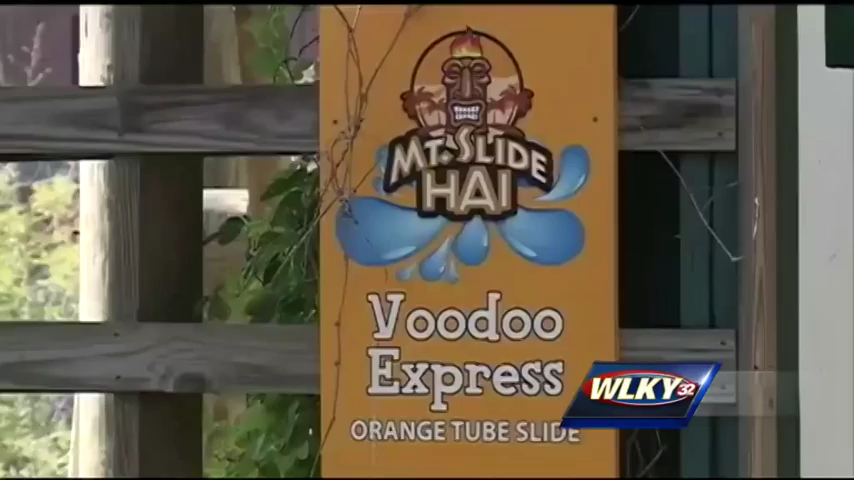 MT. SLIDE
HAI
Voodoo
Express
ORANGE TUBE SLIDE
WLKY 32